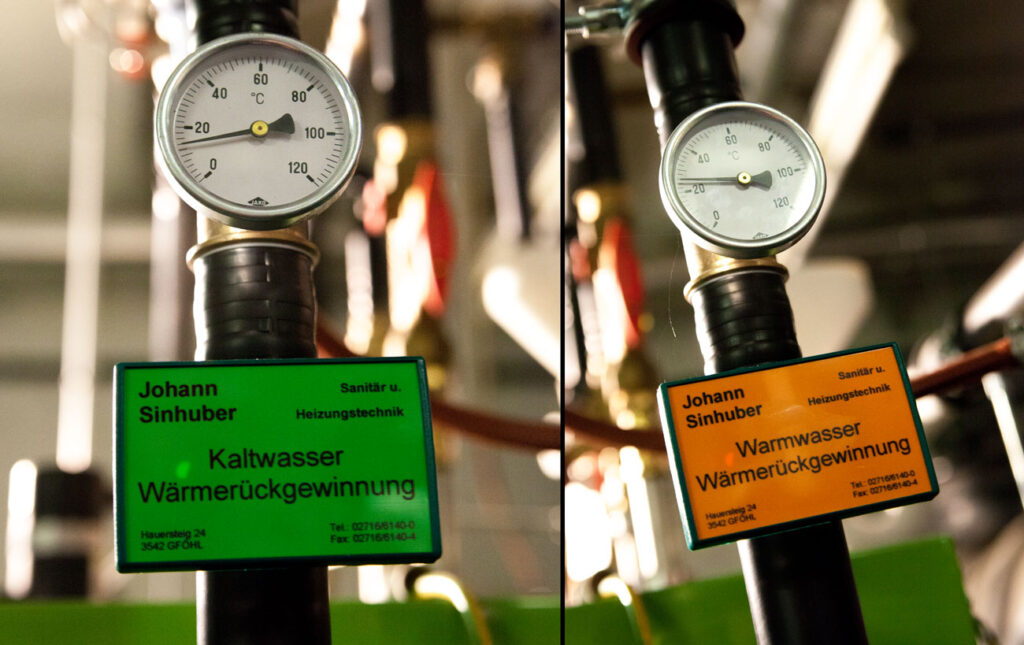 60
°C
40
80
20
100
0
120
JAKO
Johann
Sinhuber
Sanitär u.
Heizungstechnik
Kaltwasser
Wärmerückgewinnung
Hauersteig 24
3542 GFÖHL
Tel.: 02716/6140-0
Fax: 02716/6140-4
60
°C
40
80
20
100
0
120
Johann
Sinhuber
Sanitär u.
Heizungstechnik
Warmwasser
Wärmerückgewinnung
Hauersteig 24
3542 GFÖHL
Tel.: 02716/6140-0
Fax: 02716/6140-4